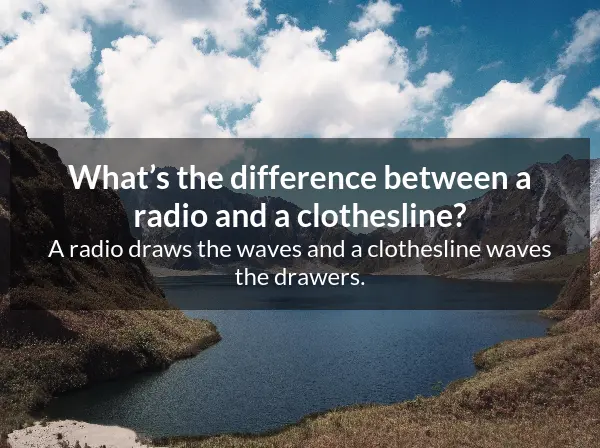 What’s the difference between a
radio and a clothesline?
A radio draws the waves and a clothesline waves
the drawers.